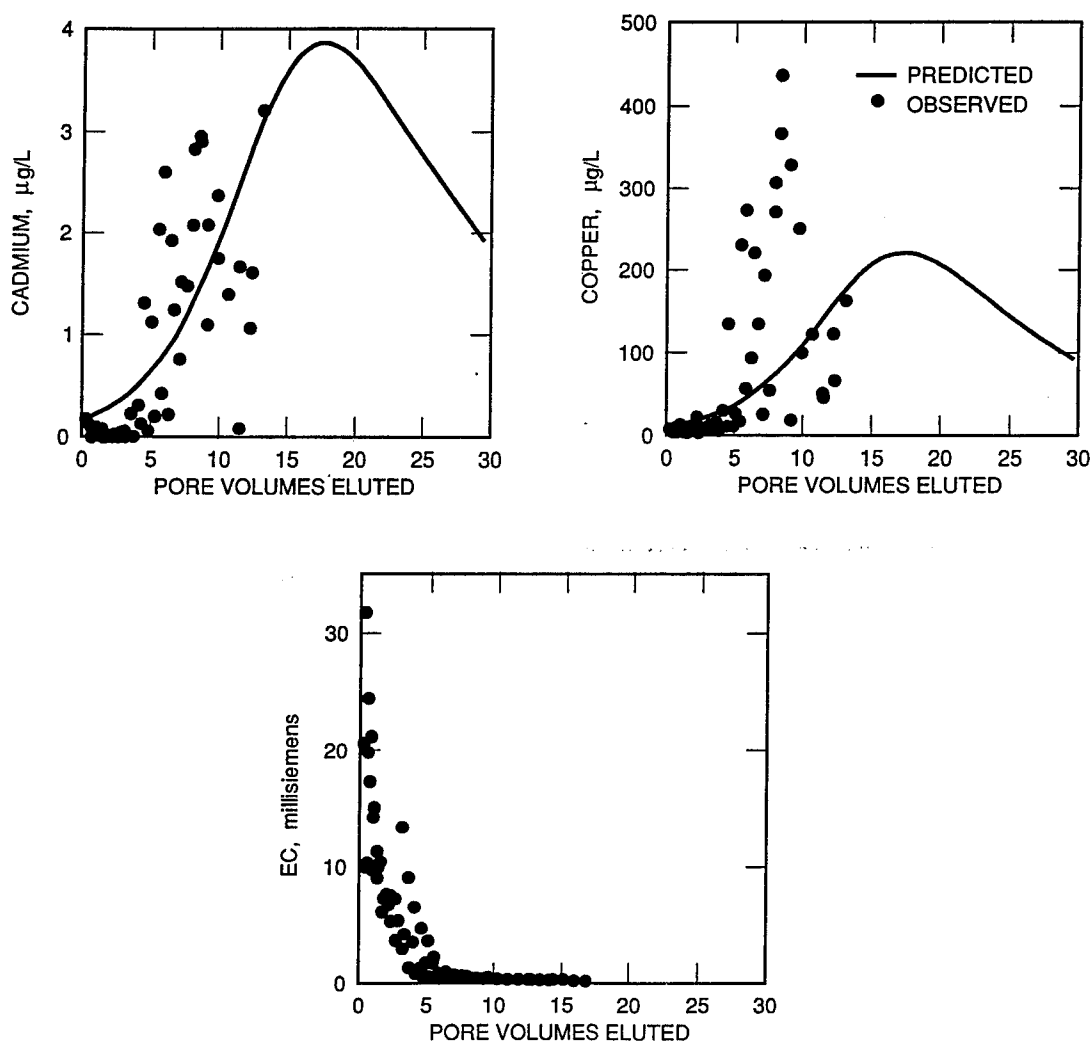 4
3
2
1
0
CADMIUM, µg/L
0 5 10 15 20 25 30
PORE VOLUMES ELUTED
500
400
300
200
100
0
COPPER, µg/L
PREDICTED
OBSERVED
0 5 10 15 20 25 30
PORE VOLUMES ELUTED
30
20
10
0
EC, millisiemens
0 5 10 15 20 25 30
PORE VOLUMES ELUTED